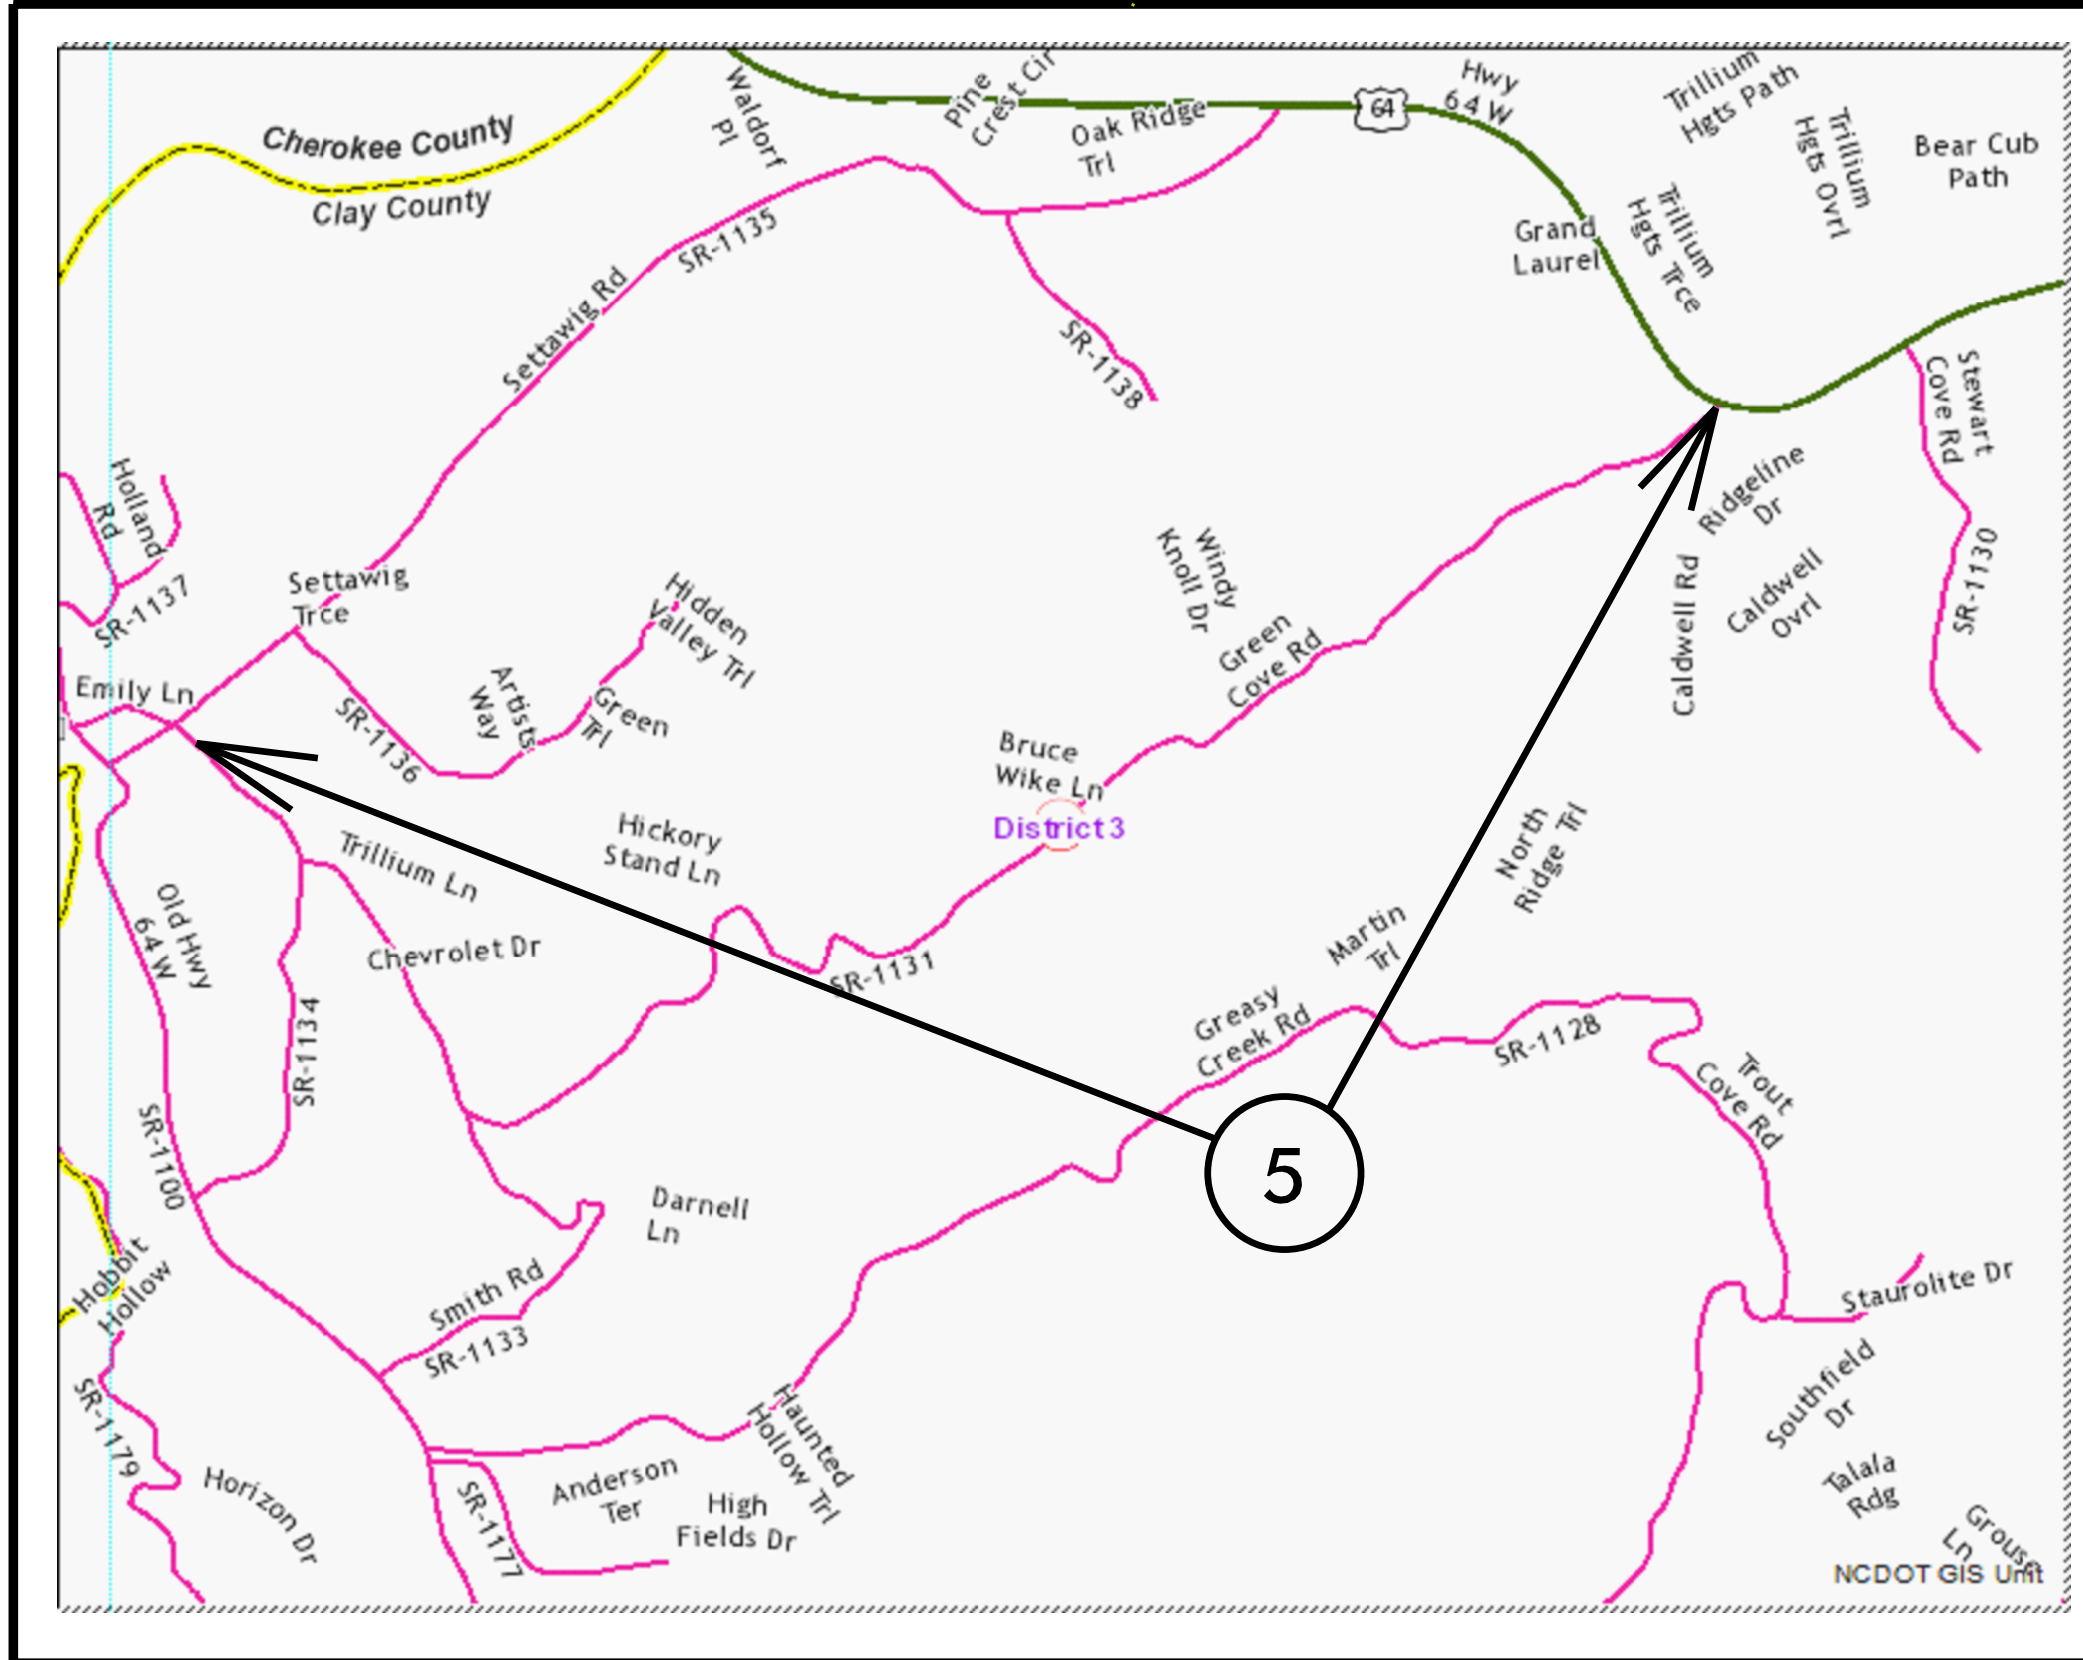 Cherokee County
Clay County
Waldorf
Pl
Pine
Crest Cir
Oak Ridge
Trl
64
Hwy
64 W
Trillium
Hgts Path
Trillium
Hgts Ovrl
Bear Cub
Path
Grand
Laurel
Trillium
Hgts Trce
SR-1135
Settawig Rd
SR-1138
Stewart
Cove Rd
Holland
Rd
SR-1137
Settawig
Trce
Hidden
Valley Trl
Windy
Knoll Dr
Ridgeline
Dr
Caldwell Rd
Caldwell
Ovrl
SR-1130
Green
Cove Rd
Emily Ln
SR-1136
Artists
Way
Green
Trl
Bruce
Wike Ln
District 3
Trillium Ln
Hickory
Stand Ln
North
Ridge Trl
Old Hwy
64 W
Chevrolet Dr
SR-1131
Martin
Trl
Greasy
Creek Rd
SR-1128
SR-1134
Trout
Cove Rd
SR-1100
5
Darnell
Ln
Hobbit
Hollow
Smith Rd
SR-1133
Staurolite Dr
Southfield
Dr
SR-1179
Haunted
Hollow Trl
Horizon Dr
SR-1177
Anderson
Ter
High
Fields Dr
Talala
Rdg
Grouse
Ln
NCDOT GIS Unit